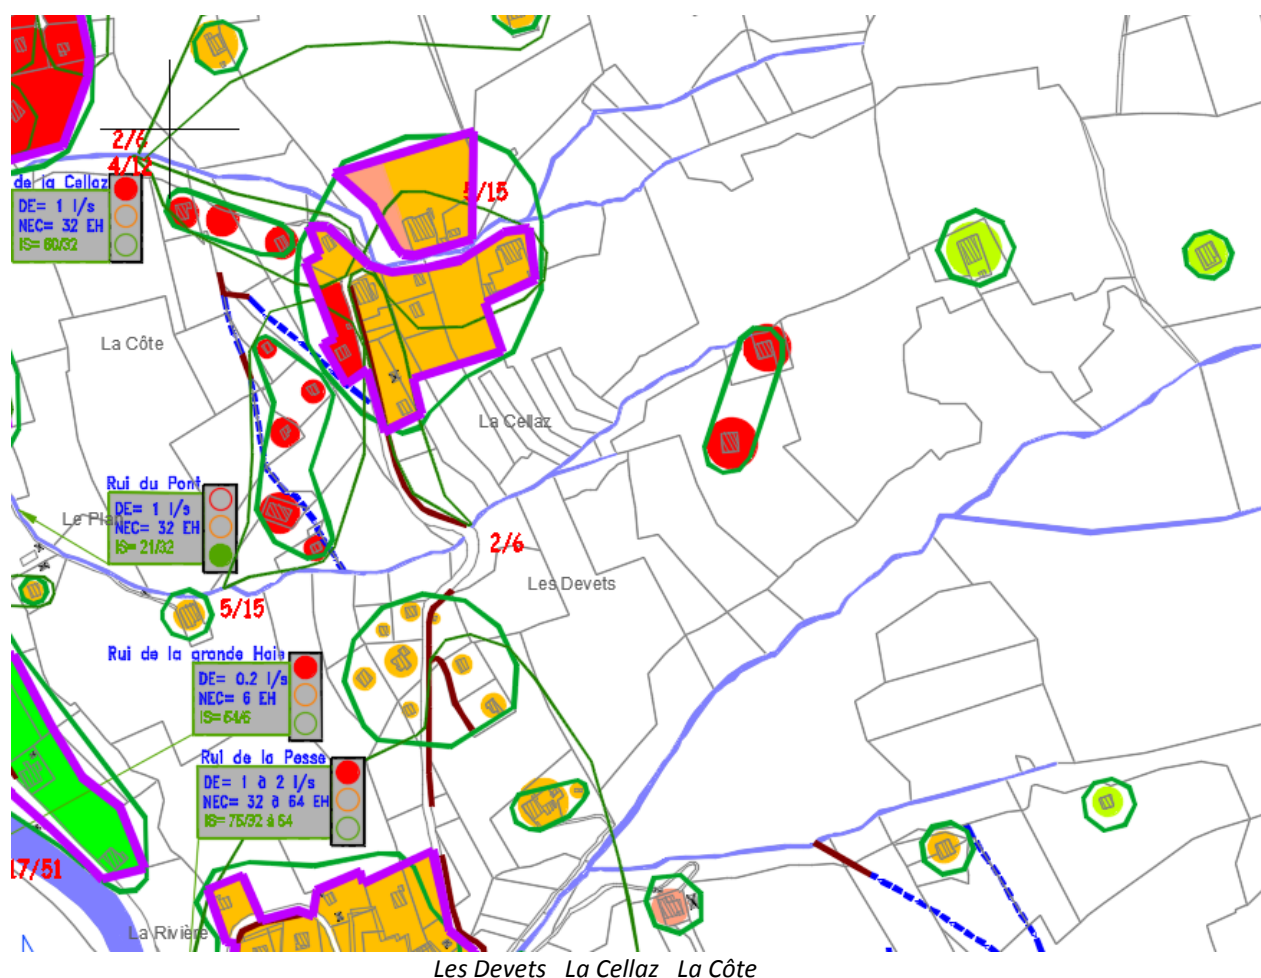 2/6
4/12
de la Cellaz
DE= 1 l/s
NEC= 32 EH
IS= 60/32
5/15
La Côte
La Cellaz
Rui du Pont
Le Plan
DE= 1 l/s
NEC= 32 EH
IS= 21/32
2/6
Les Devets
5/15
Rui de la grande Haie
DE= 0.2 l/s
NEC= 6 EH
IS= 64/6
Rui de la Pesse
DE= 1 à 2 l/s
NEC= 32 à 64 EH
IS= 75/32 à 64
17/51
La Rivière
Les Devets La Cellaz La Côte